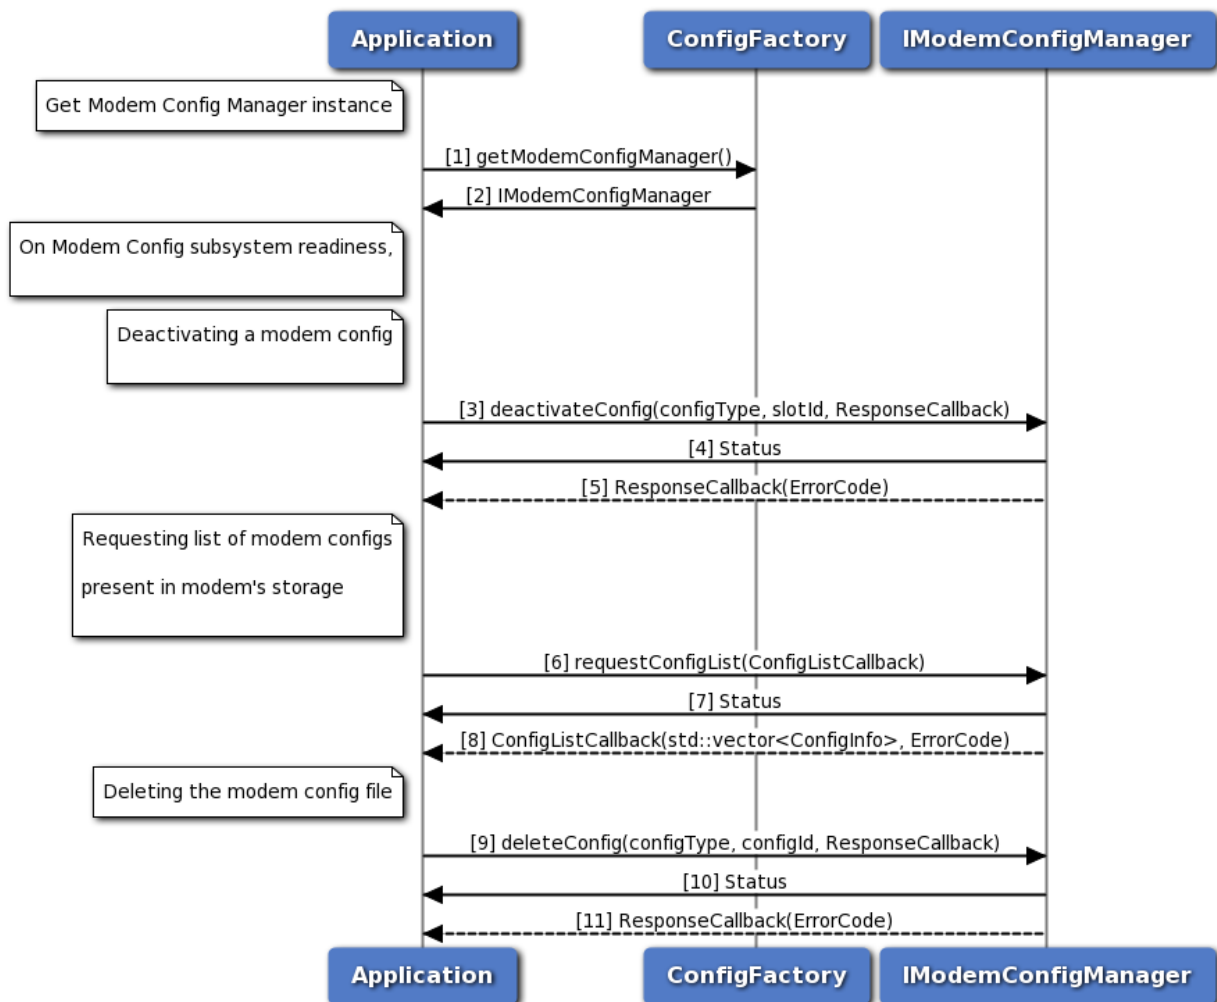 Application
ConfigFactory
IModemConfigManager
Get Modem Config Manager instance
[1] getModemConfigManager()
[2] IModemConfigManager
On Modem Config subsystem readiness,
Deactivating a modem config
[3] deactivateConfig(configType, slotId, ResponseCallback)
[4] Status
[5] ResponseCallback(ErrorCode)
Requesting list of modem configs
present in modem's storage
[6] requestConfigList(ConfigListCallback)
[7] Status
[8] ConfigListCallback(std::vector<ConfigInfo>, ErrorCode)
Deleting the modem config file
[9] deleteConfig(configType, configId, ResponseCallback)
[10] Status
[11] ResponseCallback(ErrorCode)
Application
ConfigFactory
IModemConfigManager